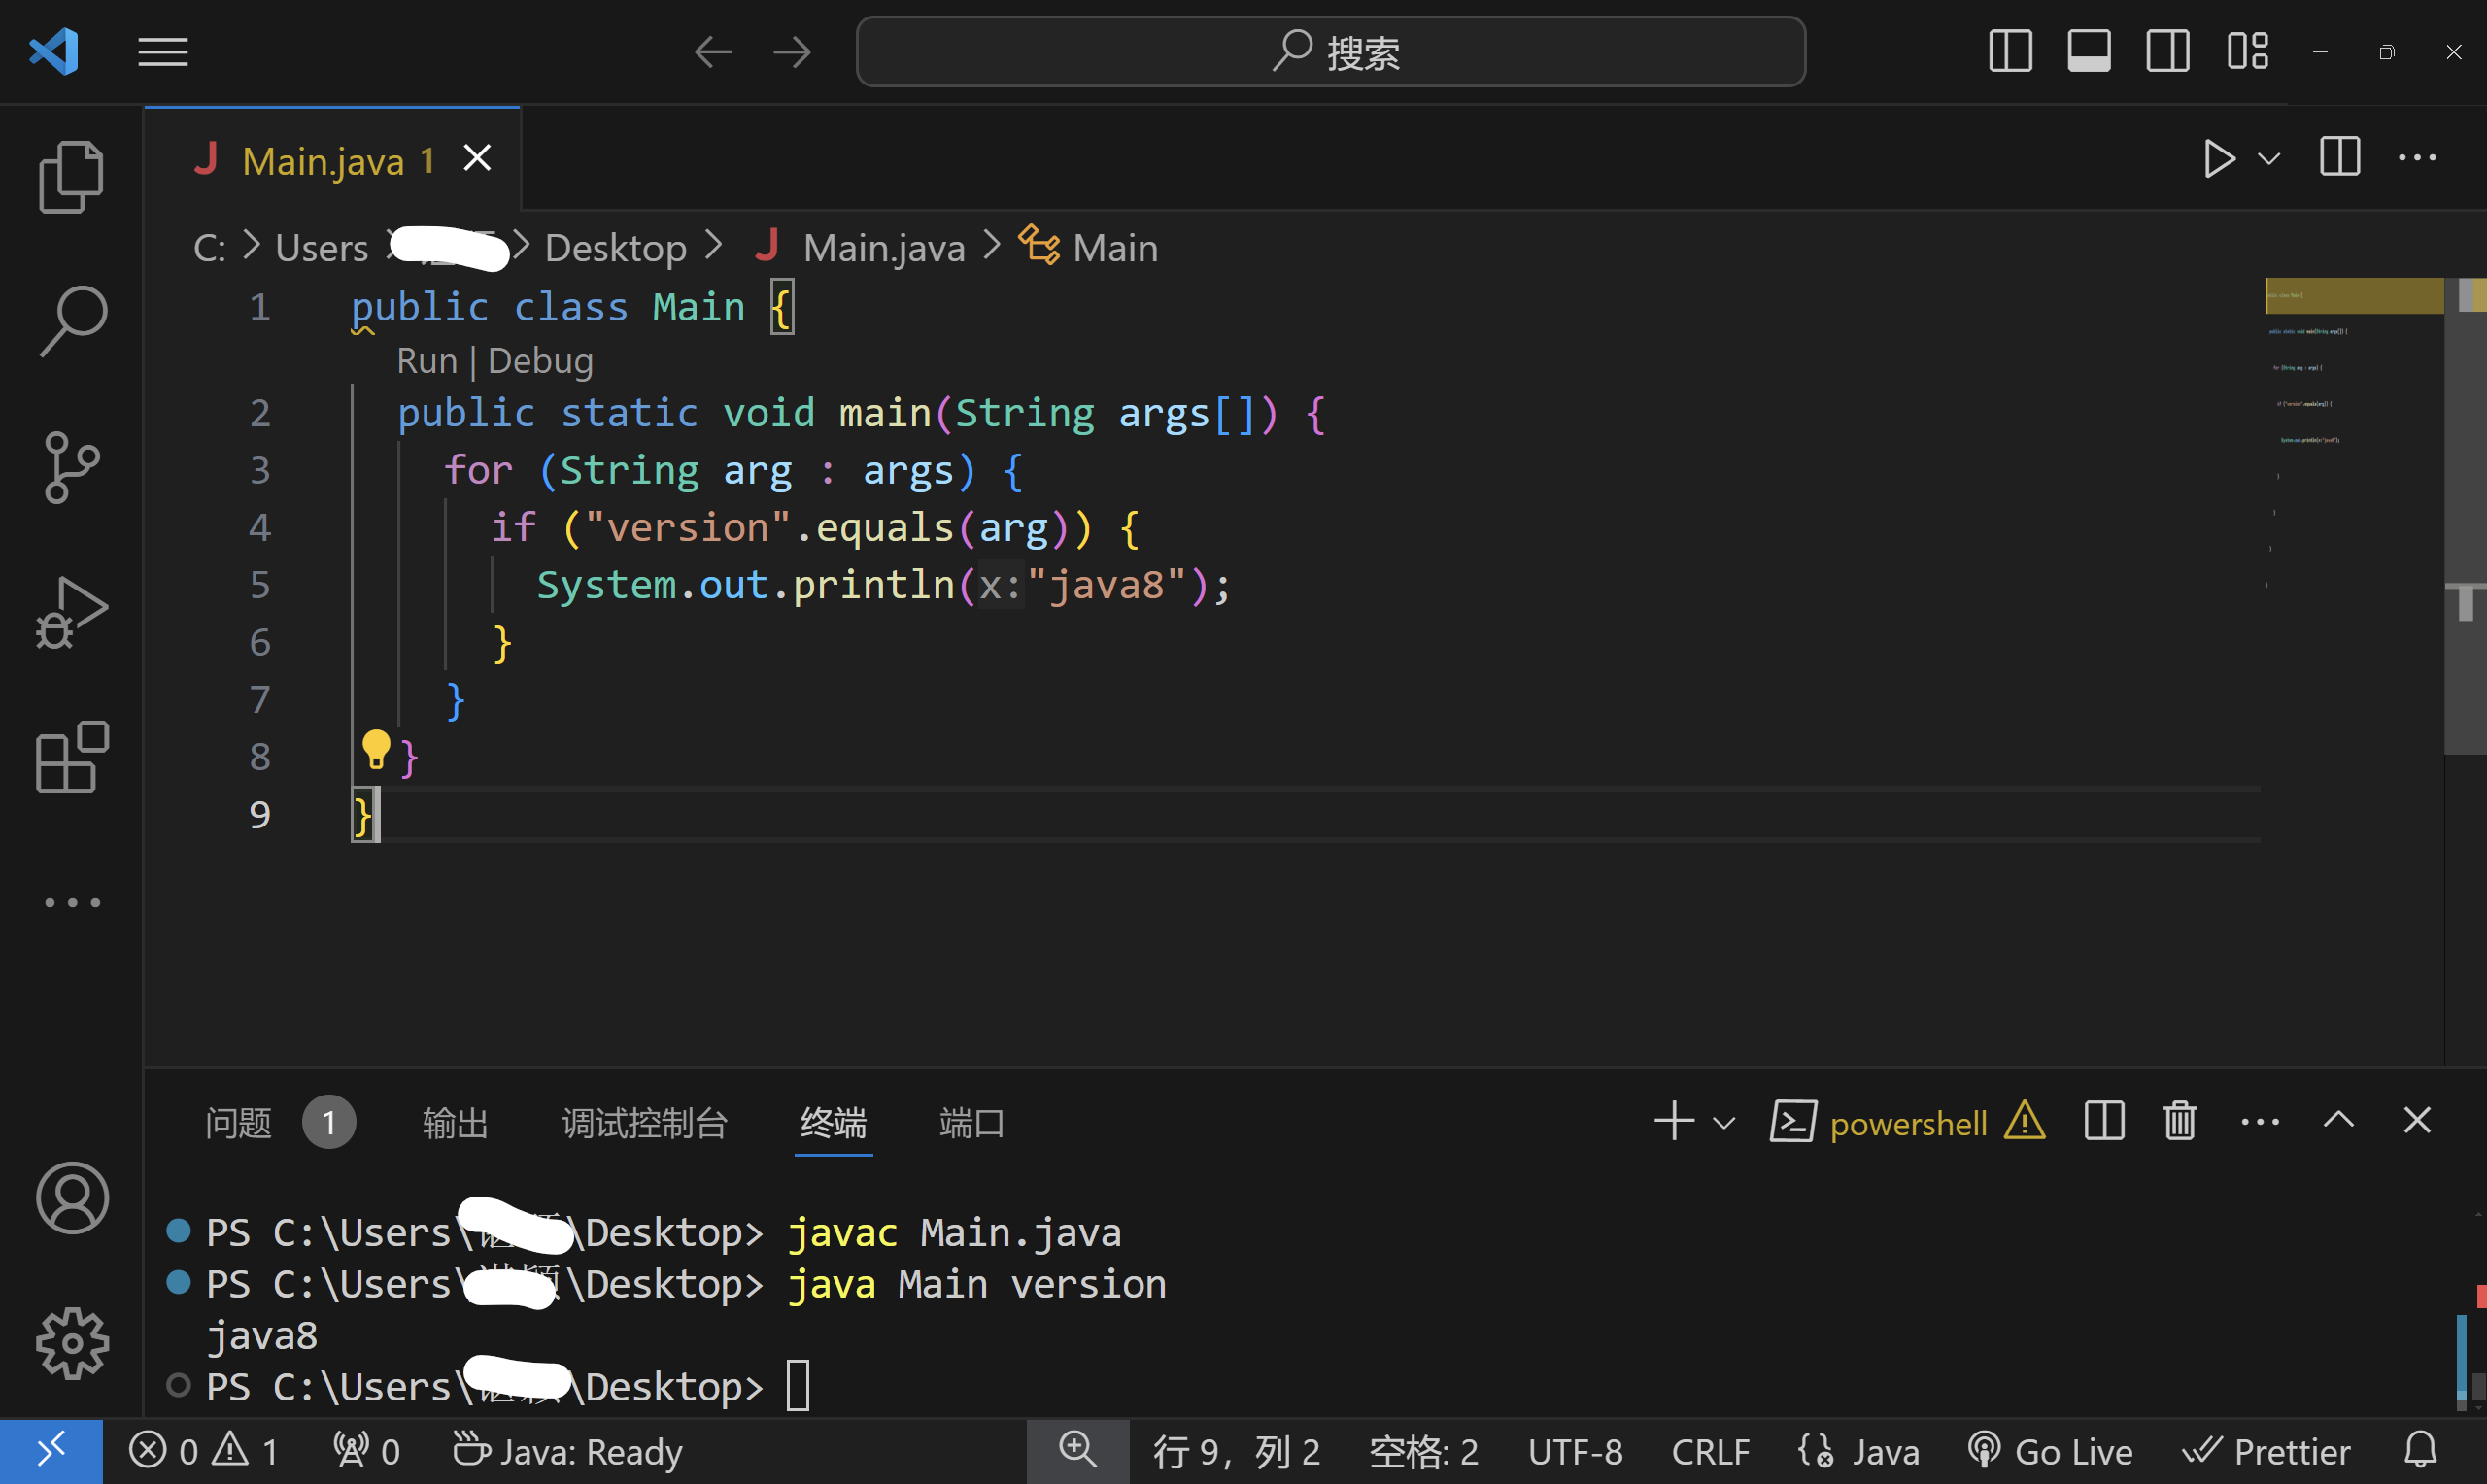 搜索
Main.java 1
C: > Users > Desktop > Main.java > Main
1 public class Main {
Run | Debug
2 public static void main(String args[]) {
3 for (String arg : args) {
4 if ("version".equals(arg)) {
5 System.out.println(x:"java8");
6 }
7 }
8 }
9 }
问题 1 输出 调试控制台 终端 端口 powershell
PS C:\Users\ \Desktop> javac Main.java
PS C:\Users\ \Desktop> java Main version
java8
PS C:\Users\ \Desktop>
0 1 0 Java: Ready 行 9，列 2 空格: 2 UTF-8 CRLF Java Go Live Prettier